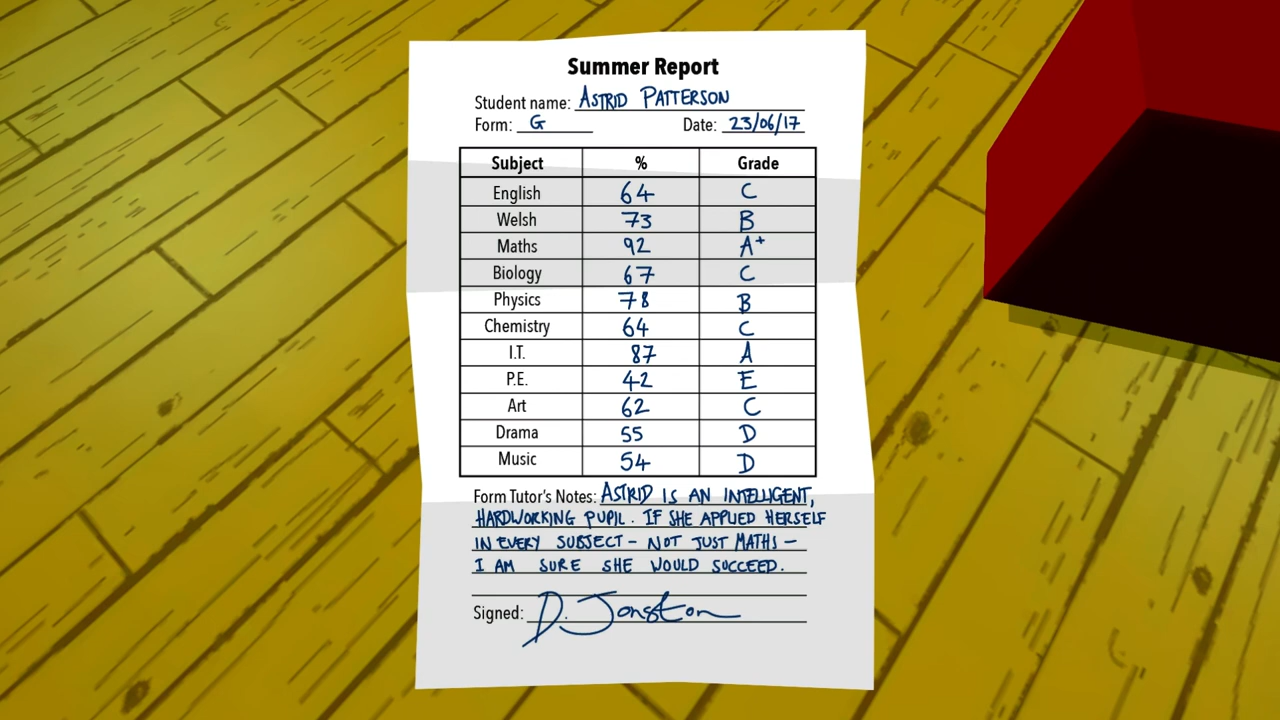 Summer Report
Student name: ASTRID PATTERSON
Form: G Date: 23/06/17
Subject % Grade
English 64 C
Welsh 73 B
Maths 92 A+
Biology 67 C
Physics 78 B
Chemistry 64 C
I.T. 87 A
P.E. 42 E
Art 62 C
Drama 55 D
Music 54 D
Form Tutor's Notes: ASTRID IS AN INTELLIGENT,
HARDWORKING PUPIL. IF SHE APPLIED HERSELF
IN EVERY SUBJECT - NOT JUST MATHS -
I AM SURE SHE WOULD SUCCEED.
Signed: D. Jonston